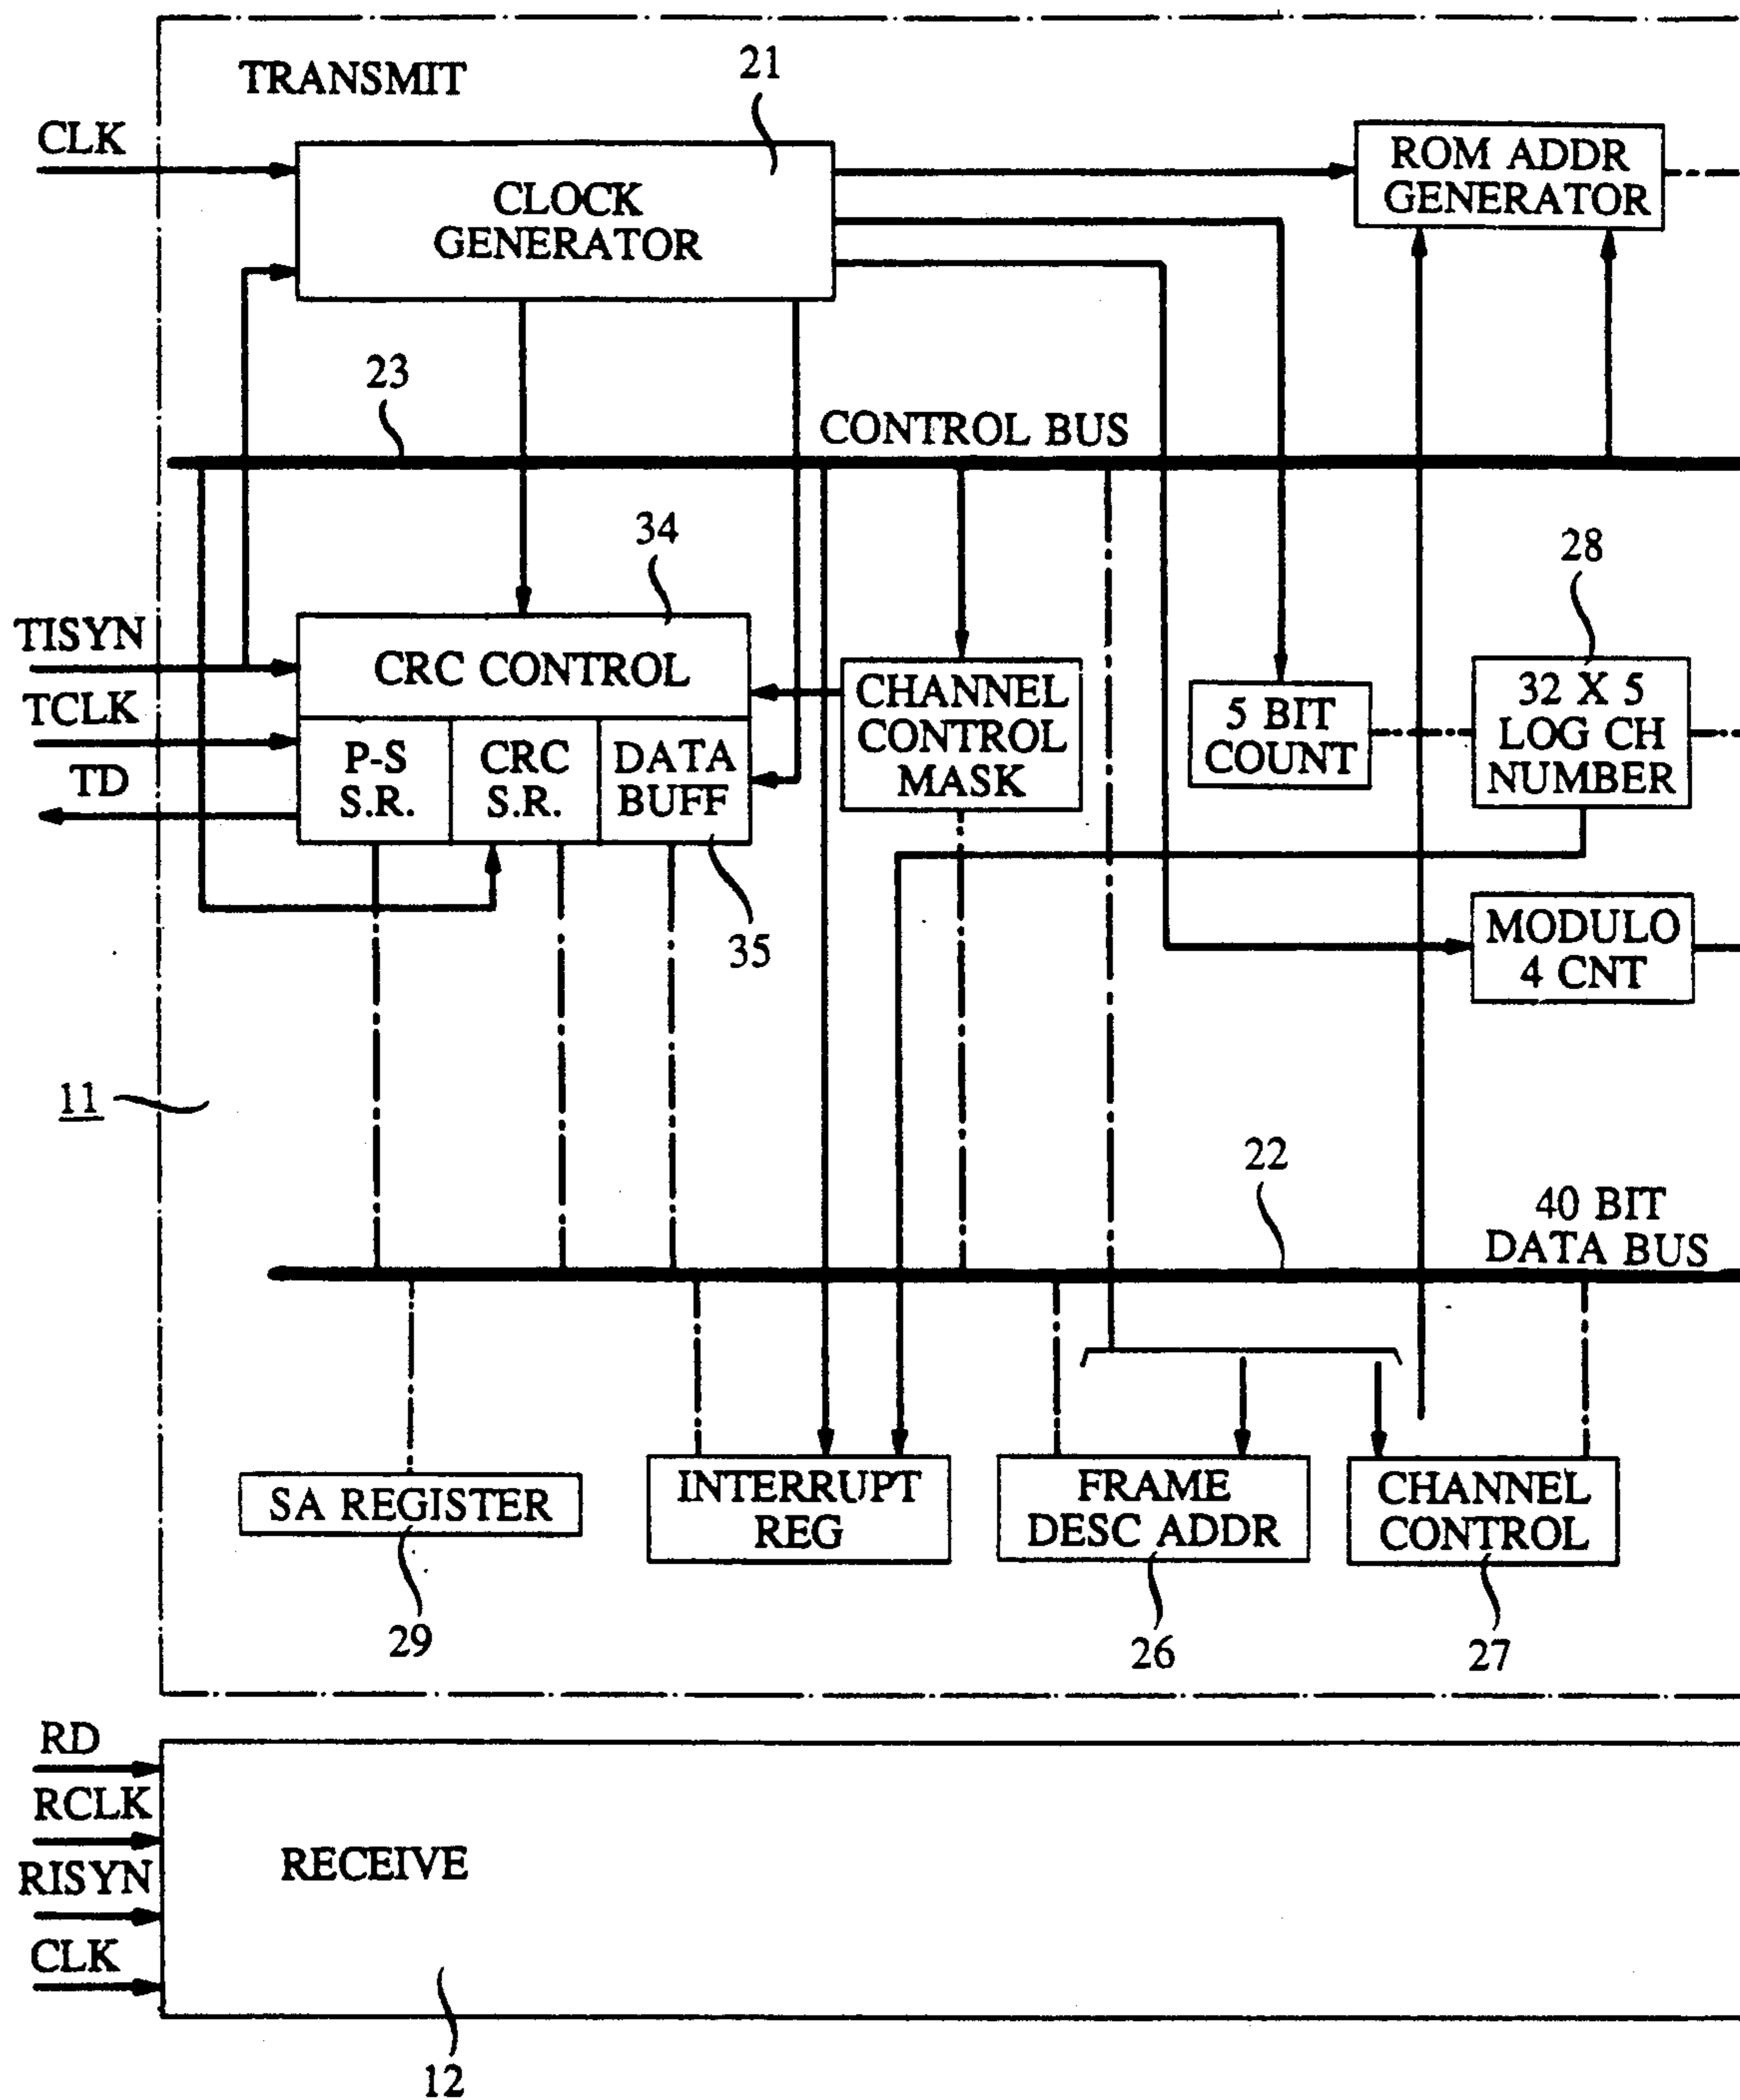 TRANSMIT
21
CLK
CLOCK
GENERATOR
ROM ADDR
GENERATOR
23
CONTROL BUS
34
28
TISYN
CRC CONTROL
TCLK
TD
P-S
S.R.
CRC
S.R.
DATA
BUFF
CHANNEL
CONTROL
MASK
5 BIT
COUNT
32 X 5
LOG CH
NUMBER
35
MODULO
4 CNT
11
22
40 BIT
DATA BUS
SA REGISTER
INTERRUPT
REG
FRAME
DESC ADDR
CHANNEL
CONTROL
29
26
27
RD
RCLK
RISYN
CLK
RECEIVE
12